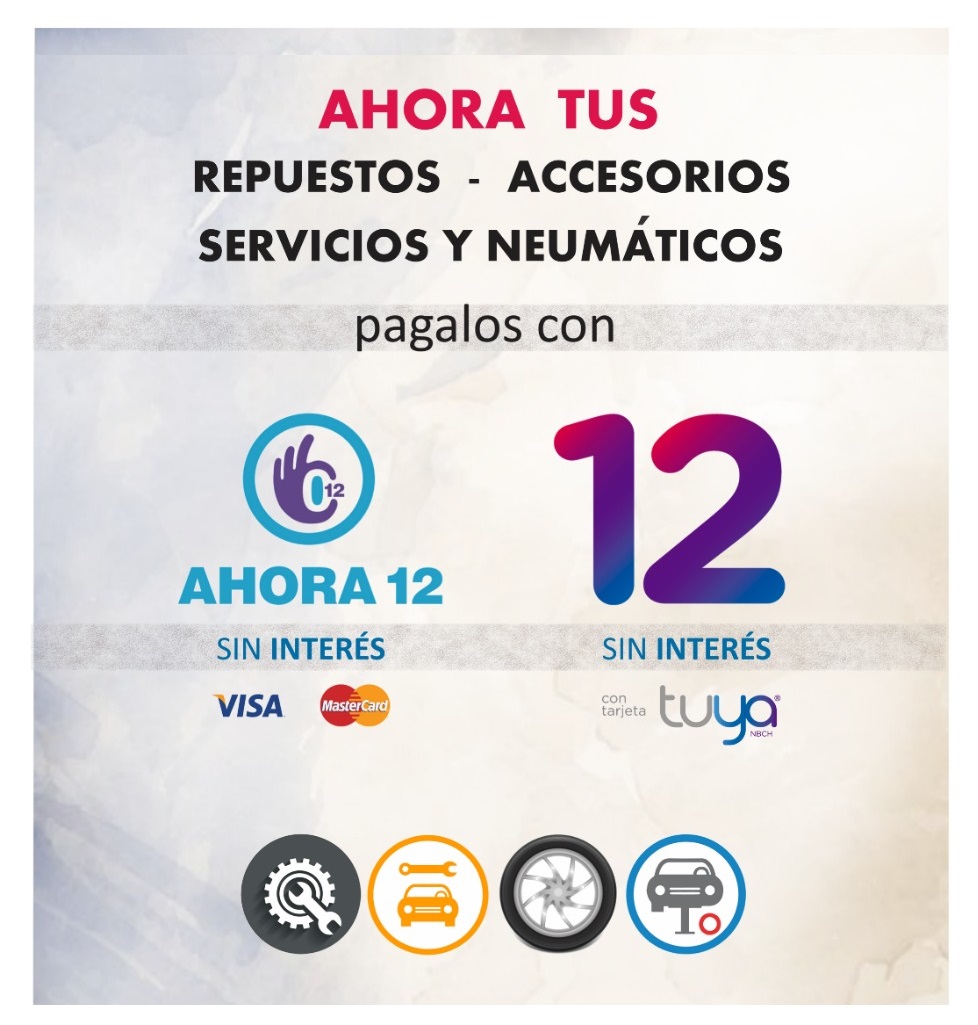 AHORA TUS
REPUESTOS - ACCESORIOS
SERVICIOS Y NEUMÁTICOS
pagalos con
12
AHORA 12
SIN INTERÉS
VISA MasterCard
12
SIN INTERÉS
con
tarjeta
tuya®
NBCH